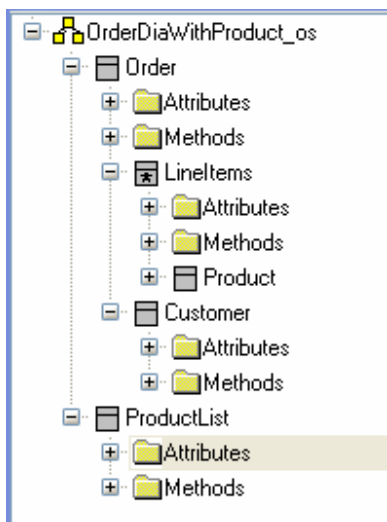 OrderDiaWithProduct_os
Order
Attributes
Methods
LineItems
Attributes
Methods
Product
Customer
Attributes
Methods
ProductList
Attributes
Methods